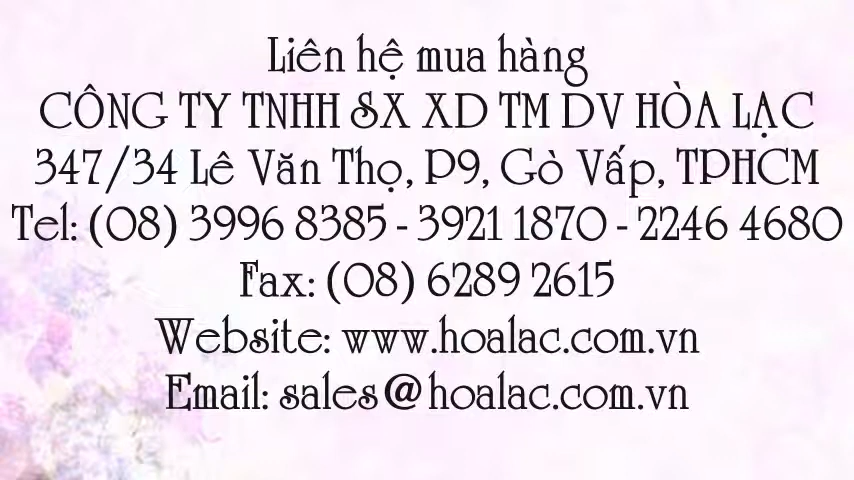 Liên hệ mua hàng
CÔNG TY TNHH SX XD TM DV HÒA LẠC
347/34 Lê Văn Thọ, P9, Gò Vấp, TPHCM
Tel: (08) 3996 8385 - 3921 1870 - 2246 4680
Fax: (08) 6289 2615
Website: www.hoalac.com.vn
Email: sales@hoalac.com.vn